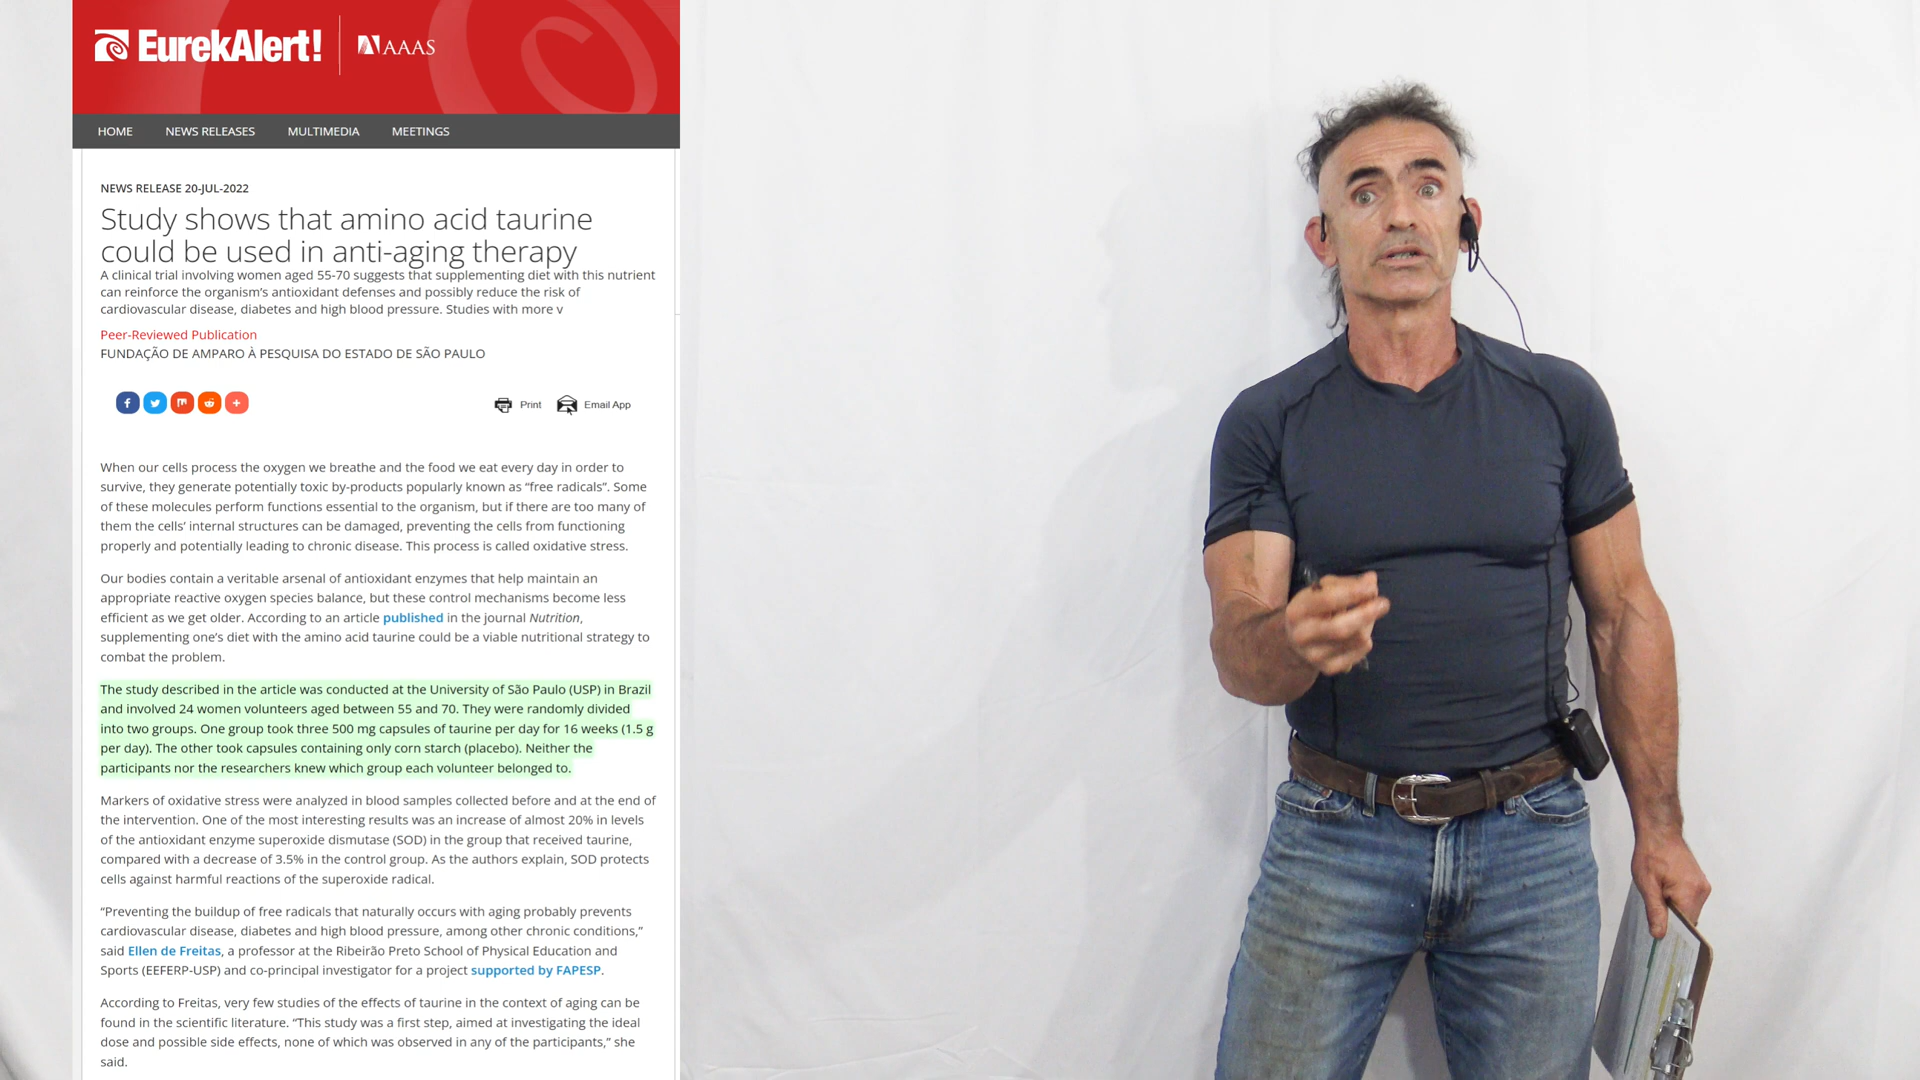 EurekAlert! AAAS
HOME NEWS RELEASES MULTIMEDIA MEETINGS
NEWS RELEASE 20-JUL-2022
Study shows that amino acid taurine
could be used in anti-aging therapy
A clinical trial involving women aged 55-70 suggests that supplementing diet with this nutrient
can reinforce the organism’s antioxidant defenses and possibly reduce the risk of
cardiovascular disease, diabetes and high blood pressure. Studies with more v
Peer-Reviewed Publication
FUNDAÇÃO DE AMPARO À PESQUISA DO ESTADO DE SÃO PAULO
Print Email App
When our cells process the oxygen we breathe and the food we eat every day in order to
survive, they generate potentially toxic by-products popularly known as “free radicals”. Some
of these molecules perform functions essential to the organism, but if there are too many of
them the cells’ internal structures can be damaged, preventing the cells from functioning
properly and potentially leading to chronic disease. This process is called oxidative stress.
Our bodies contain a veritable arsenal of antioxidant enzymes that help maintain an
appropriate reactive oxygen species balance, but these control mechanisms become less
efficient as we get older. According to an article published in the journal Nutrition,
supplementing one’s diet with the amino acid taurine could be a viable nutritional strategy to
combat the problem.
The study described in the article was conducted at the University of São Paulo (USP) in Brazil
and involved 24 women volunteers aged between 55 and 70. They were randomly divided
into two groups. One group took three 500 mg capsules of taurine per day for 16 weeks (1.5 g
per day). The other took capsules containing only corn starch (placebo). Neither the
participants nor the researchers knew which group each volunteer belonged to.
Markers of oxidative stress were analyzed in blood samples collected before and at the end of
the intervention. One of the most interesting results was an increase of almost 20% in levels
of the antioxidant enzyme superoxide dismutase (SOD) in the group that received taurine,
compared with a decrease of 3.5% in the control group. As the authors explain, SOD protects
cells against harmful reactions of the superoxide radical.
“Preventing the buildup of free radicals that naturally occurs with aging probably prevents
cardiovascular disease, diabetes and high blood pressure, among other chronic conditions,”
said Ellen de Freitas, a professor at the Ribeirão Preto School of Physical Education and
Sports (EEFERP-USP) and co-principal investigator for a project supported by FAPESP.
According to Freitas, very few studies of the effects of taurine in the context of aging can be
found in the scientific literature. “This study was a first step, aimed at investigating the ideal
dose and possible side effects, none of which was observed in any of the participants,” she
said.